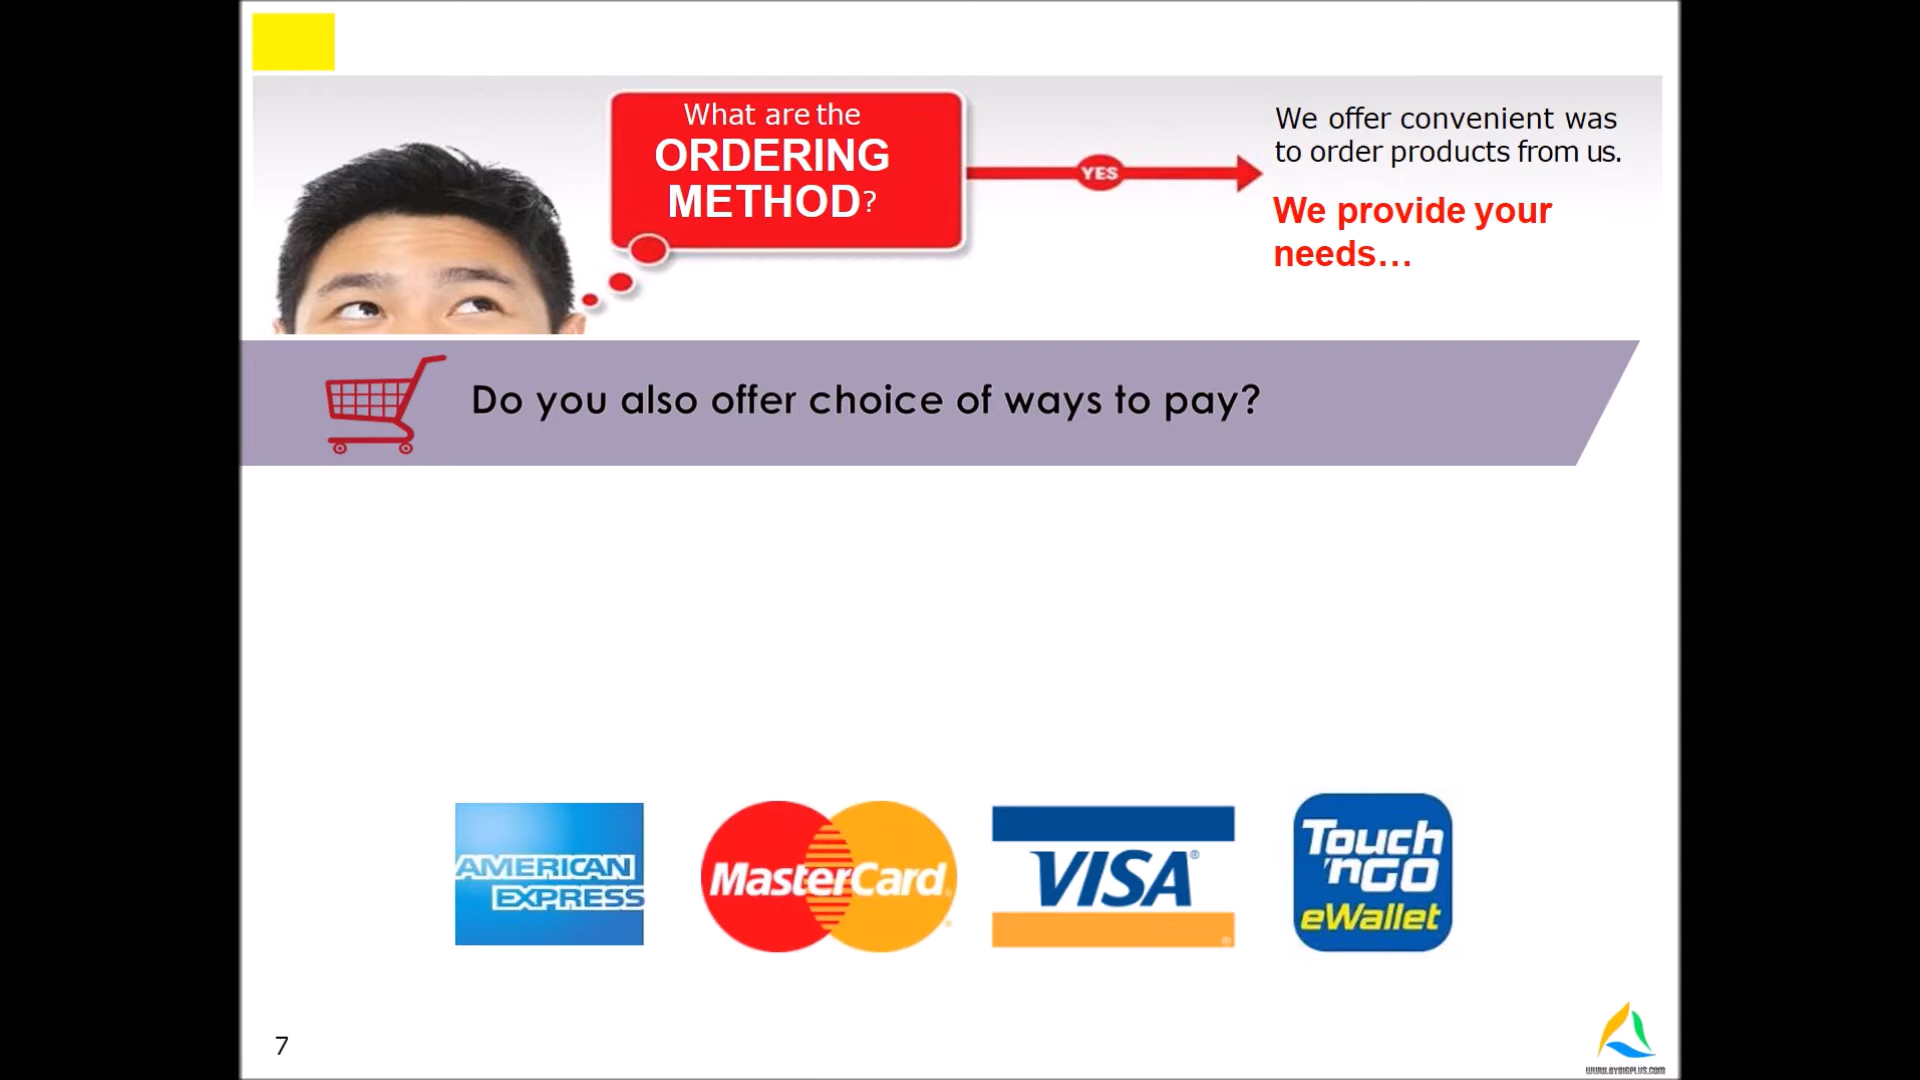 What are the
ORDERING
METHOD?
YES
We offer convenient was
to order products from us.
We provide your
needs...
Do you also offer choice of ways to pay?
AMERICAN
EXPRESS
MasterCard
VISA
Touch
'nGO
eWallet
7